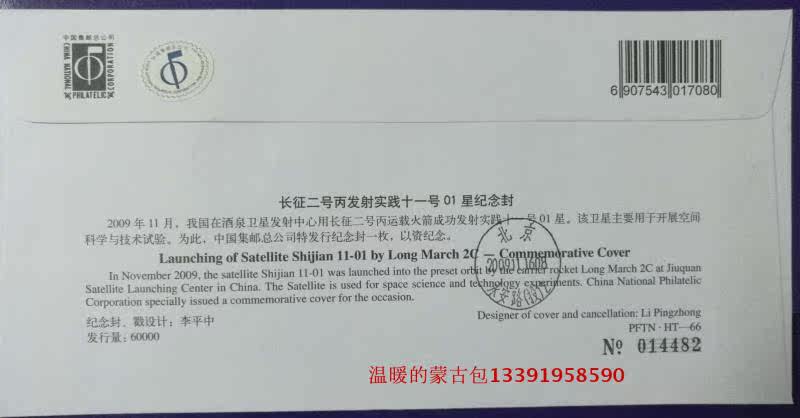 中国集邮总公司
CHINA NATIONAL
PHILATELIC
CORPORATION
6 907543 017080
长征二号丙发射实践十一号 01 星纪念封
2009 年 11 月，我国在酒泉卫星发射中心用长征二号丙运载火箭成功发射实践十一号 01 星。该卫星主要用于开展空间
科学与技术试验。为此，中国集邮总公司特发行纪念封一枚，以资纪念。
Launching of Satellite Shijian 11-01 by Long March 2C — Commemorative Cover
In November 2009, the satellite Shijian 11-01 was launched into the preset orbit by the carrier rocket Long March 2C at Jiuquan
Satellite Launching Center in China. The Satellite is used for space science and technology experiments. China National Philatelic
Corporation specially issued a commemorative cover for the occasion.
北京
2009.11.16.08
永安路(投)
纪念封、戳设计：李平中
发行量：60000
Designer of cover and cancellation: Li Pingzhong
PFTN · HT—66
№ 014482
温暖的蒙古包13391958590